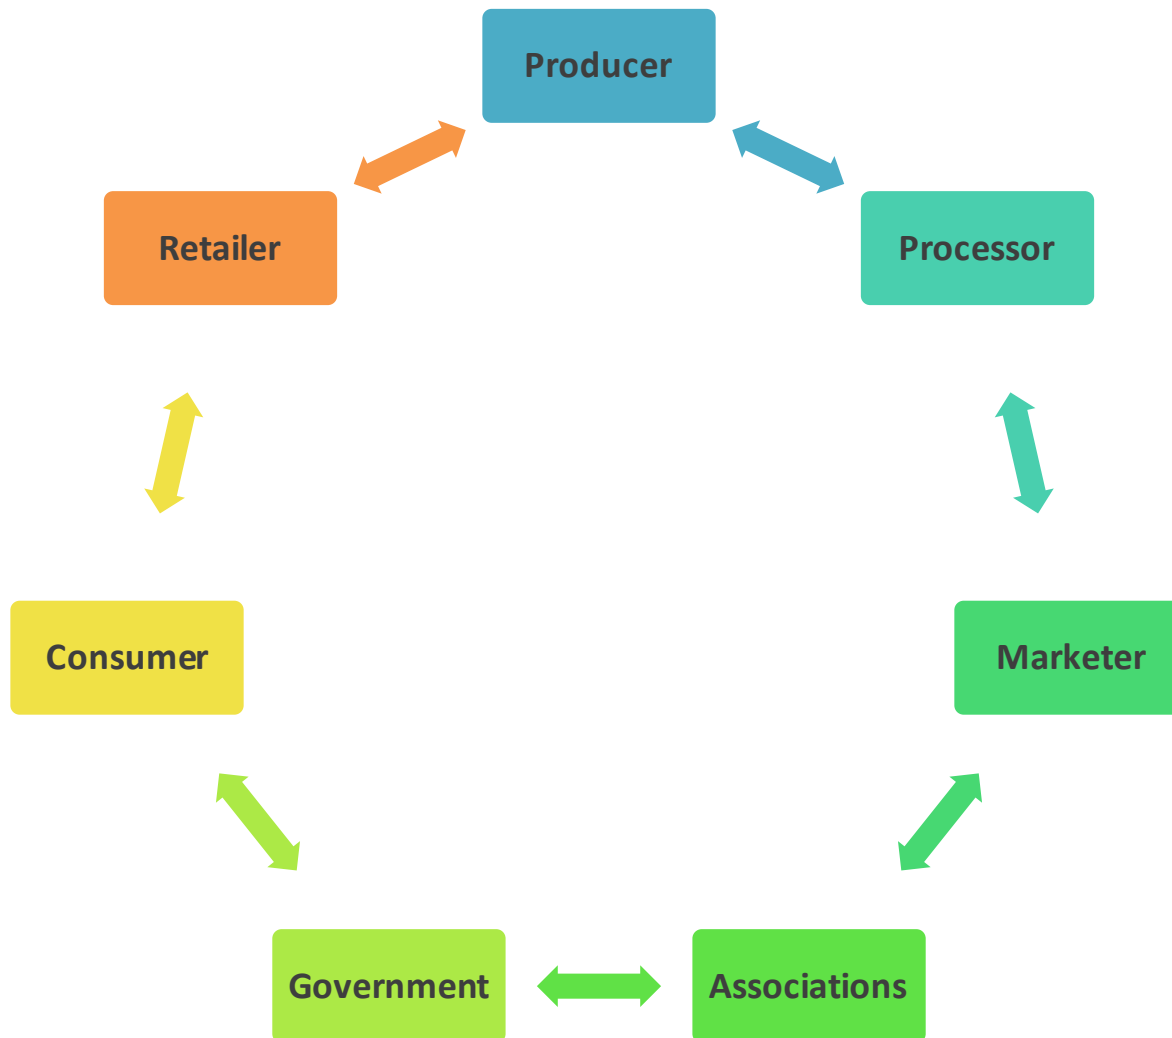 Producer
Retailer
Processor
Consumer
Marketer
Government
Associations